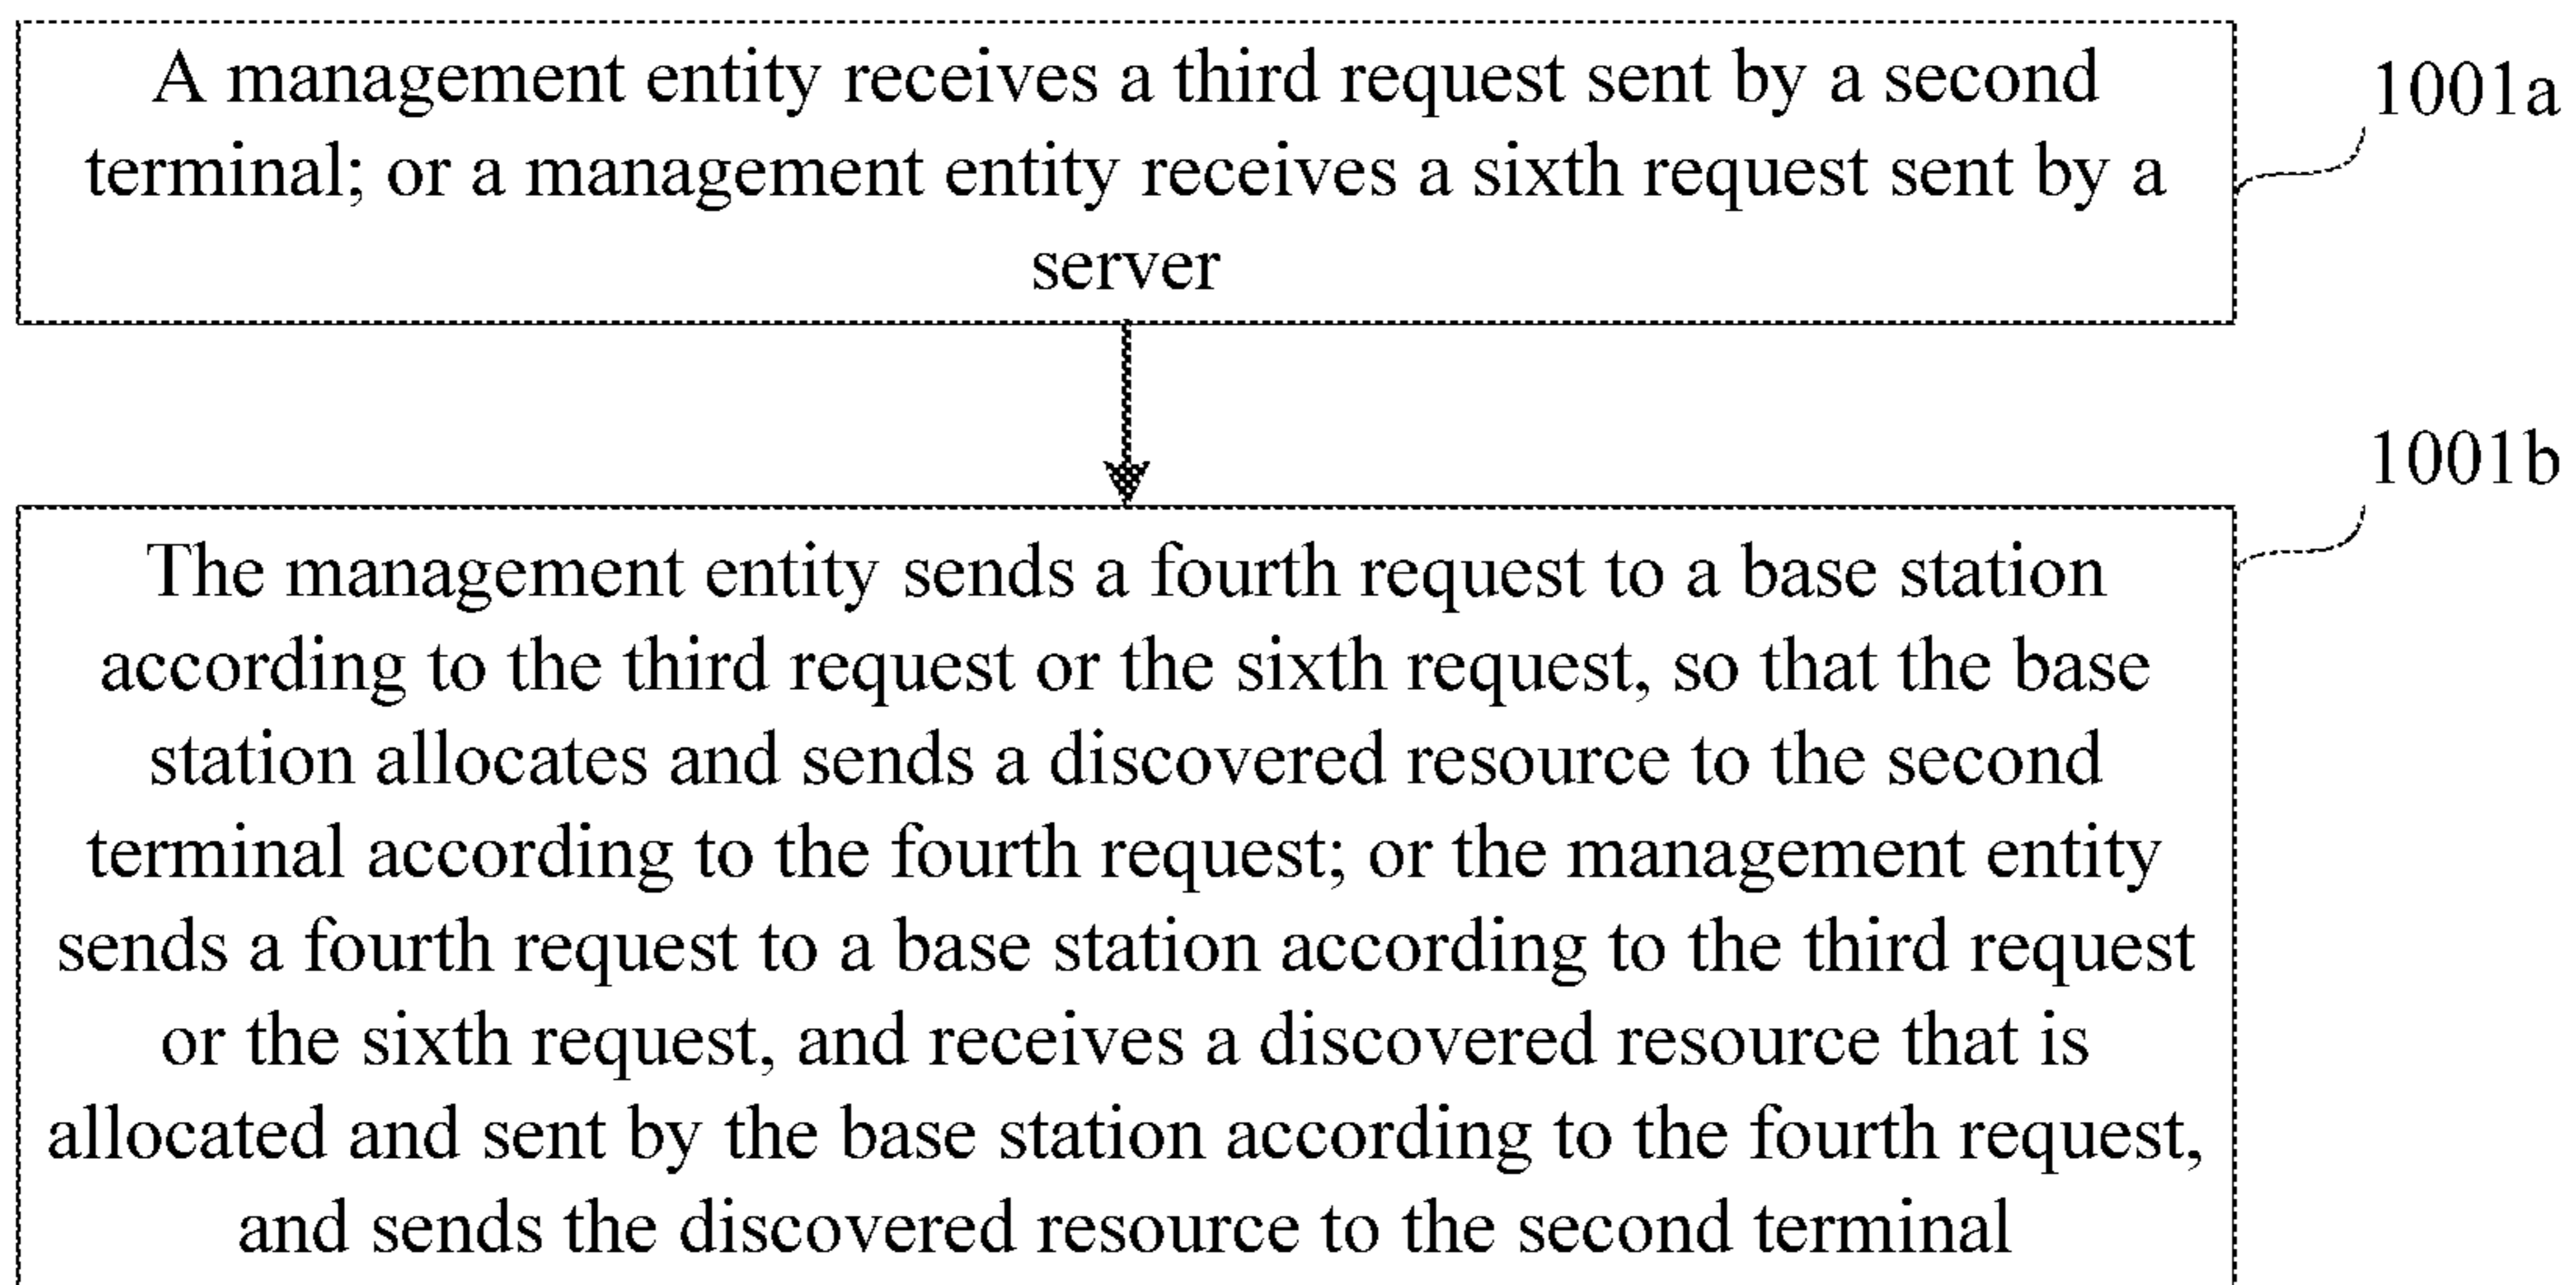 A management entity receives a third request sent by a second
terminal; or a management entity receives a sixth request sent by a
server
1001a
1001b
The management entity sends a fourth request to a base station
according to the third request or the sixth request, so that the base
station allocates and sends a discovered resource to the second
terminal according to the fourth request; or the management entity
sends a fourth request to a base station according to the third request
or the sixth request, and receives a discovered resource that is
allocated and sent by the base station according to the fourth request,
and sends the discovered resource to the second terminal